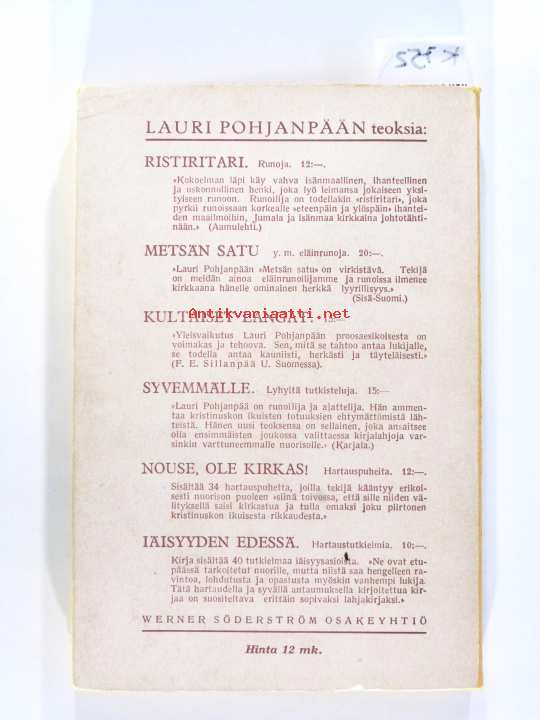 K 752
LAURI POHJANPÄÄN teoksia:
RISTIRITARI. Runoja. 12:—.
»Kokoelman läpi käy vahva isänmaallinen, ihanteellinen
ja uskonnollinen henki, joka lyö leimansa jokaiseen yksi-
tyiseen runoon. Runoilija on todellakin «ristiritari», joka
pyrkii runoissaan korkealle «eteenpäin ja ylöspäin» ihantei-
den maailmoihin, Jumala ja isänmaa kirkkaina johtotähti-
nään.» (Aamulehti.)
METSÄN SATU y. m. eläinrunoja. 20:—.
»Lauri Pohjanpään »Metsän satu» on virkistävä. Tekijä
on meidän ainoa eläinrunoilijamme ja runoissa ilmenee
kirkkaana hänelle ominainen herkkä lyyrillisyys.»
(Sisä-Suomi.)
Antikvariaatti.net
KULTAISET LANGAT.
»Yleisvaikutus Lauri Pohjanpään proosaesikoisesta on
voimakas ja tehoova. Sen, mitä se tahtoo antaa lukijalle,
se todella antaa kauniisti, herkästi ja täyteläisesti.»
(F. E. Sillanpää U. Suomessa).
SYVEMMÄLLE. Lyhyitä tutkisteluja. 15:—
»Lauri Pohjanpää on runoilija ja ajattelija. Hän ammen-
taa kristinuskon ikuisten totuuksien ehtymättömistä läh-
teistä. Hänen uusi teoksensa on sellainen, joka ansaitsee
olla ensimmäisten joukossa valittaessa kirjalahjoja var-
sinkin varttuneemmalle nuorisolle.» (Karjala.)
NOUSE, OLE KIRKAS! Hartauspuheita. 12:—.
Sisältää 34 hartauspuhetta, joilla tekijä kääntyy erikoi-
sesti nuorison puoleen »siinä toivossa, että sille niiden vä-
lityksellä saisi kirkastua ja tulla omaksi joku piirto­nen
kristinuskon ikuisesta rikkaudesta.»
IÄISYYDEN EDESSÄ. Hartaustutkielmia. 10:—.
Kirja sisältää 40 tutkielmaa iäisyysasioista. »Ne ovat etu-
päässä tarkoitetut nuorille, mutta niistä saa hengelleen ra-
vintoa, lohdutusta ja opastusta myöskin vanhempi lukija.
Tätä hartaudella ja syvällä antaumuksella kirjoitettua kir-
jaa on suositeltava erittäin sopivaksi lahjakirjaksi.»
WERNER SÖDERSTRÖM OSAKEYHTIÖ
Hinta 12 mk.